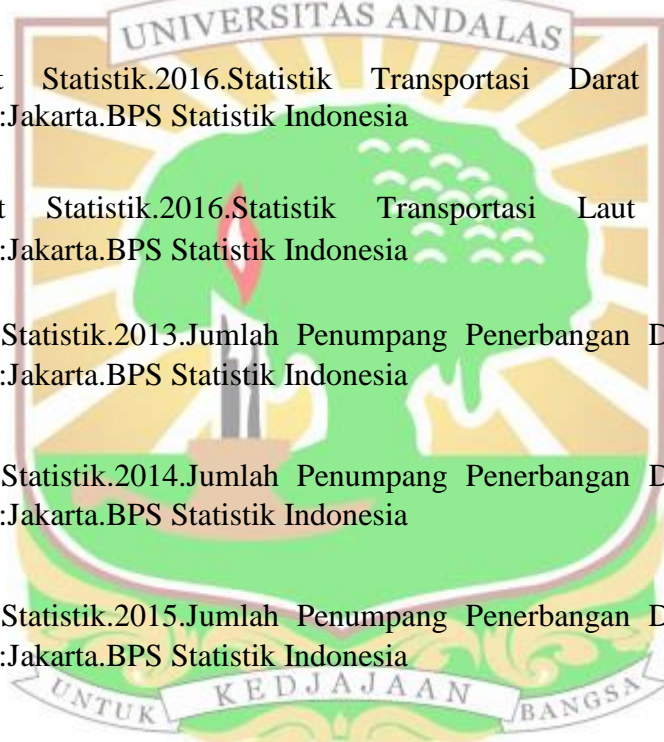 UNIVERSITAS ANDALAS
t Statistik.2016.Statistik Transportasi Darat
:Jakarta.BPS Statistik Indonesia
t Statistik.2016.Statistik Transportasi Laut
:Jakarta.BPS Statistik Indonesia
Statistik.2013.Jumlah Penumpang Penerbangan D
:Jakarta.BPS Statistik Indonesia
Statistik.2014.Jumlah Penumpang Penerbangan D
:Jakarta.BPS Statistik Indonesia
Statistik.2015.Jumlah Penumpang Penerbangan D
:Jakarta.BPS Statistik Indonesia
UNTUK KEDJAJAAN BANGSA